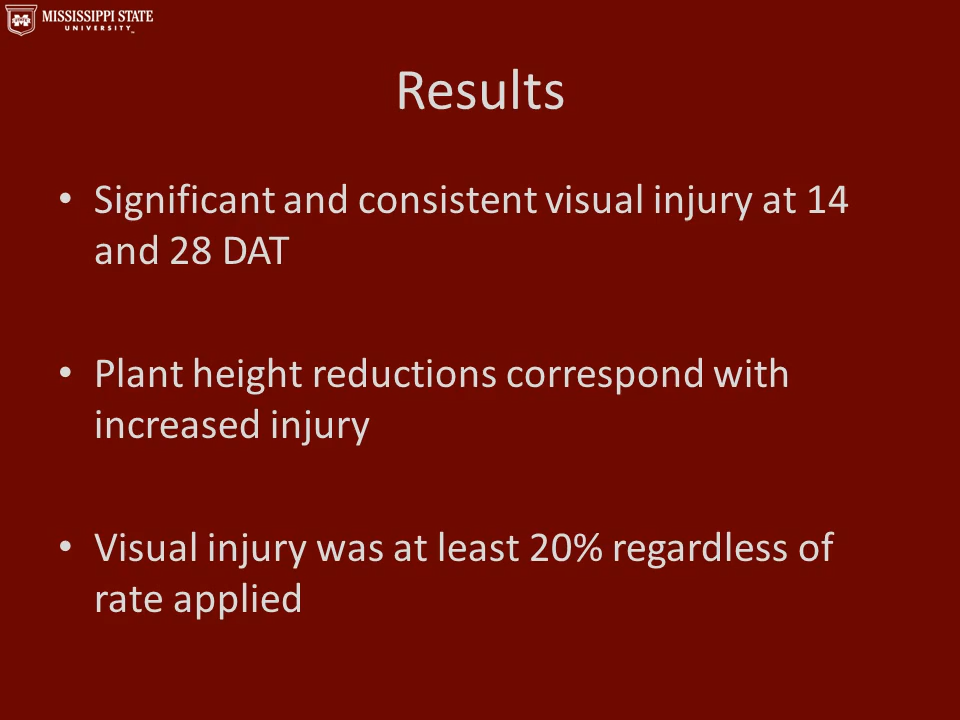 MISSISSIPPI STATE
UNIVERSITY™
Results
• Significant and consistent visual injury at 14
and 28 DAT
• Plant height reductions correspond with
increased injury
• Visual injury was at least 20% regardless of
rate applied